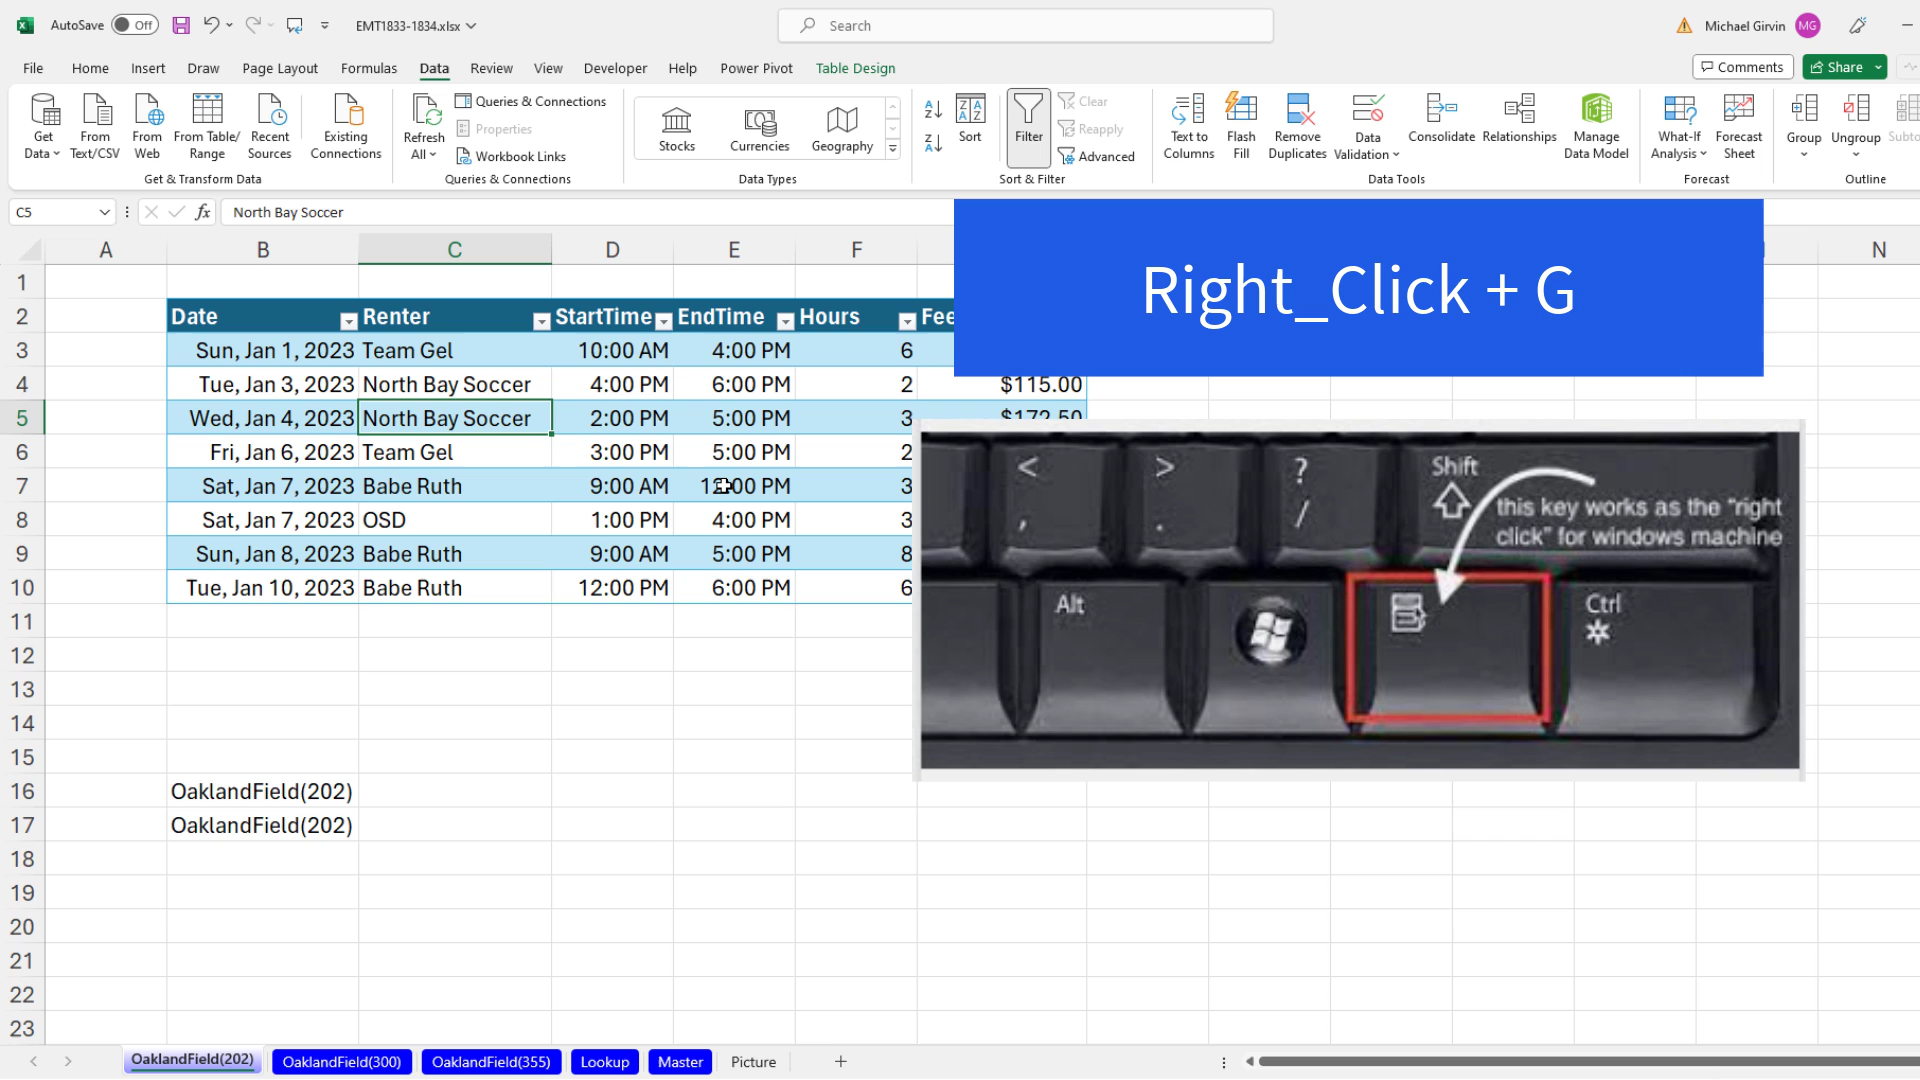 AutoSave Off EMT1833-1834.xlsx Search Michael Girvin MG
File Home Insert Draw Page Layout Formulas Data Review View Developer Help Power Pivot Table Design Comments Share
Get Data From Text/CSV From Web From Table/Range Recent Sources Existing Connections
Get & Transform Data
Refresh All Queries & Connections
Properties
Workbook Links
Queries & Connections
Stocks Currencies Geography
Data Types
Sort Filter Clear
Reapply
Advanced
Sort & Filter
Text to Columns Flash Fill Remove Duplicates Data Validation Consolidate Relationships Manage Data Model
Data Tools
What-If Analysis Forecast Sheet
Forecast
Group Ungroup
Outline
C5 fx North Bay Soccer
Right_Click + G
A B C D E F N
1
2 Date Renter StartTime EndTime Hours Fee
3 Sun, Jan 1, 2023 Team Gel 10:00 AM 4:00 PM 6
4 Tue, Jan 3, 2023 North Bay Soccer 4:00 PM 6:00 PM 2 $115.00
5 Wed, Jan 4, 2023 North Bay Soccer 2:00 PM 5:00 PM 3 $172.50
6 Fri, Jan 6, 2023 Team Gel 3:00 PM 5:00 PM 2
7 Sat, Jan 7, 2023 Babe Ruth 9:00 AM 12:00 PM 3
8 Sat, Jan 7, 2023 OSD 1:00 PM 4:00 PM 3
9 Sun, Jan 8, 2023 Babe Ruth 9:00 AM 5:00 PM 8
10 Tue, Jan 10, 2023 Babe Ruth 12:00 PM 6:00 PM 6
11
12
13
14
15
16 OaklandField(202)
17 OaklandField(202)
18
19
20
21
22
23
< > ? Shift
, . /
this key works as the "right
click" for windows machine
Alt Ctrl
OaklandField(202) OaklandField(300) OaklandField(355) Lookup Master Picture